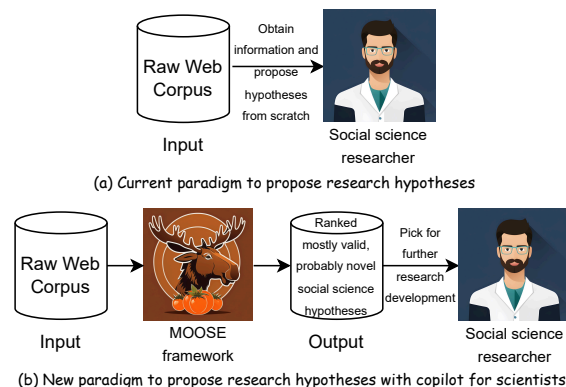 Raw Web
Corpus
Input
Obtain
information and
propose
hypotheses
from scratch
Social science
researcher
(a) Current paradigm to propose research hypotheses
Raw Web
Corpus
Input
MOOSE
framework
Ranked
mostly valid,
probably novel
social science
hypotheses
Output
Pick for
further
research
development
Social science
researcher
(b) New paradigm to propose research hypotheses with copilot for scientists